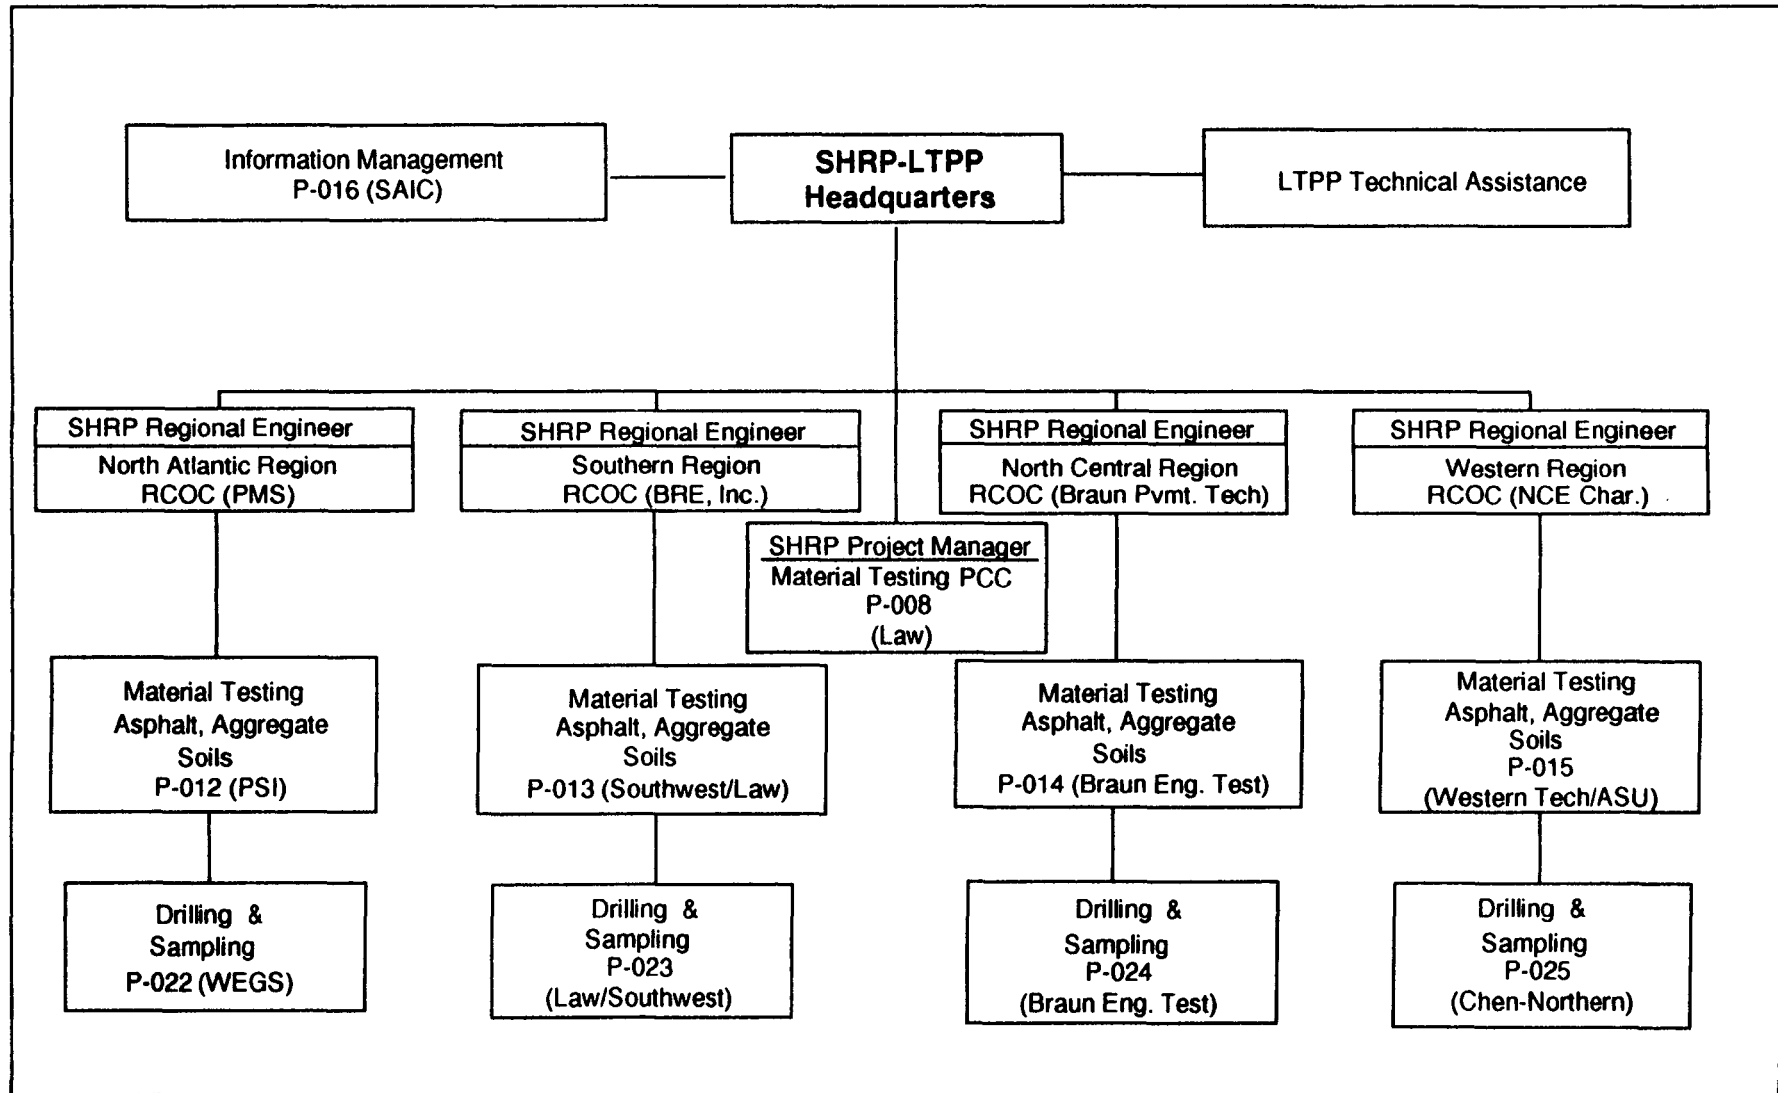 Information Management
P-016 (SAIC)
SHRP-LTPP
Headquarters
LTPP Technical Assistance
SHRP Regional Engineer
North Atlantic Region
RCOC (PMS)
SHRP Regional Engineer
Southern Region
RCOC (BRE, Inc.)
SHRP Regional Engineer
North Central Region
RCOC (Braun Pvmt. Tech)
SHRP Regional Engineer
Western Region
RCOC (NCE Char.)
SHRP Project Manager
Material Testing PCC
P-008
(Law)
Material Testing
Asphalt, Aggregate
Soils
P-012 (PSI)
Material Testing
Asphalt, Aggregate
Soils
P-013 (Southwest/Law)
Material Testing
Asphalt, Aggregate
Soils
P-014 (Braun Eng. Test)
Material Testing
Asphalt, Aggregate
Soils
P-015
(Western Tech/ASU)
Drilling &
Sampling
P-022 (WEGS)
Drilling &
Sampling
P-023
(Law/Southwest)
Drilling &
Sampling
P-024
(Braun Eng. Test)
Drilling &
Sampling
P-025
(Chen-Northern)